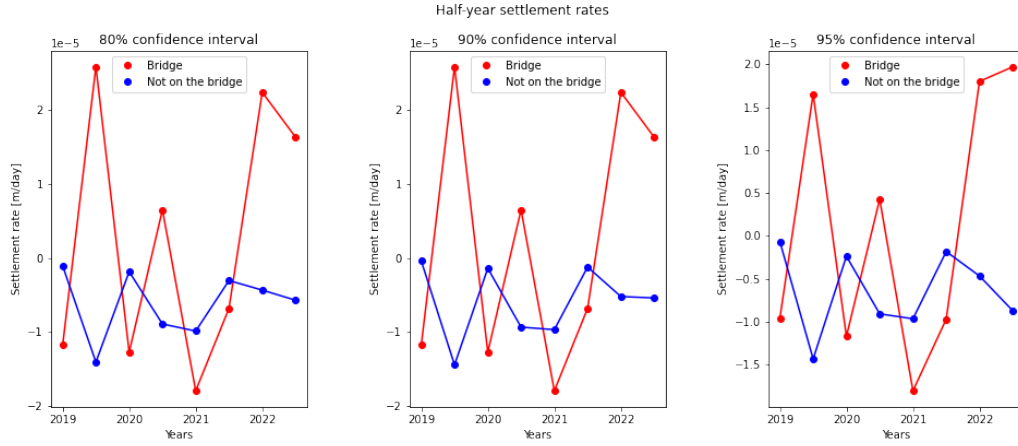 Half-year settlement rates
80% confidence interval
1e−5
Bridge
Not on the bridge
Settlement rate [m/day]
2
1
0
−1
−2
2019
2020
2021
2022
Years
90% confidence interval
1e−5
Bridge
Not on the bridge
Settlement rate [m/day]
2
1
0
−1
−2
2019
2020
2021
2022
Years
95% confidence interval
1e−5
Bridge
Not on the bridge
Settlement rate [m/day]
2.0
1.5
1.0
0.5
0.0
−0.5
−1.0
−1.5
2019
2020
2021
2022
Years